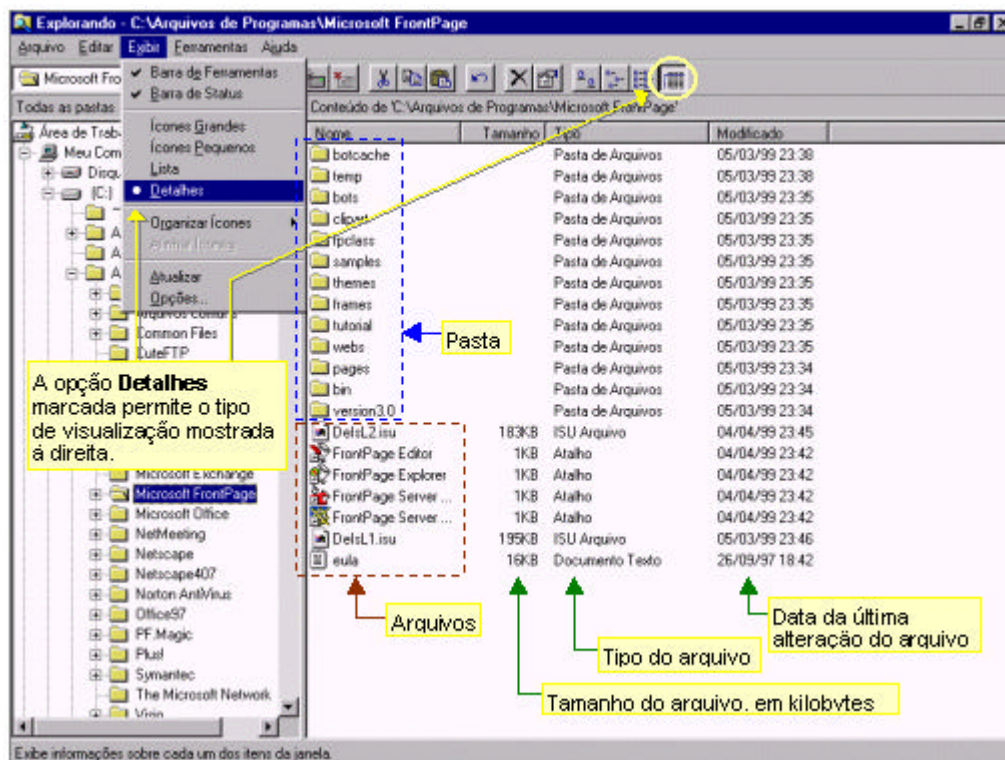 Explorando - C:\Arquivos de Programas\Microsoft FrontPage
Arquivo Editar Exibir Ferramentas Ajuda
Microsoft Fro
Barra de Ferramentas
Barra de Status
Ícones Grandes
Ícones Pequenos
Lista
Detalhes
Organizar Ícones
Alinhar Ícones
Atualizar
Opções...
Todas as pastas
Conteúdo de 'C:\Arquivos de Programas\Microsoft FrontPage'
Área de Trab
Meu Com
Disqu
(C:)
A
A
A
Arquivos Comuns
Common Files
CuteFTP
Microsoft Exchange
Microsoft FrontPage
Microsoft Office
NetMeeting
Netscape
Netscape407
Norton AntiVirus
Office97
PF.Magic
Plus!
Symantec
The Microsoft Network
Visio
Nome Tamanho Tipo Modificado
botcache Pasta de Arquivos 05/03/99 23:38
temp Pasta de Arquivos 05/03/99 23:38
bots Pasta de Arquivos 05/03/99 23:35
clipart Pasta de Arquivos 05/03/99 23:35
fpclass Pasta de Arquivos 05/03/99 23:35
samples Pasta de Arquivos 05/03/99 23:35
themes Pasta de Arquivos 05/03/99 23:35
frames Pasta de Arquivos 05/03/99 23:35
tutorial Pasta de Arquivos 05/03/99 23:35
webs Pasta de Arquivos 05/03/99 23:35
pages Pasta de Arquivos 05/03/99 23:34
bin Pasta de Arquivos 05/03/99 23:34
version3.0 Pasta de Arquivos 05/03/99 23:34
DeIsL2.isu 183KB ISU Arquivo 04/04/99 23:45
FrontPage Editor 1KB Atalho 04/04/99 23:42
FrontPage Explorer 1KB Atalho 04/04/99 23:42
FrontPage Server ... 1KB Atalho 04/04/99 23:42
FrontPage Server ... 1KB Atalho 04/04/99 23:42
DeIsL1.isu 195KB ISU Arquivo 05/03/99 23:46
eula 16KB Documento Texto 26/09/97 18:42
Pasta
A opção Detalhes
marcada permite o tipo
de visualização mostrada
à direita.
Arquivos
Tipo do arquivo
Data da última
alteração do arquivo
Tamanho do arquivo, em kilobytes
Exibe informações sobre cada um dos itens da janela.